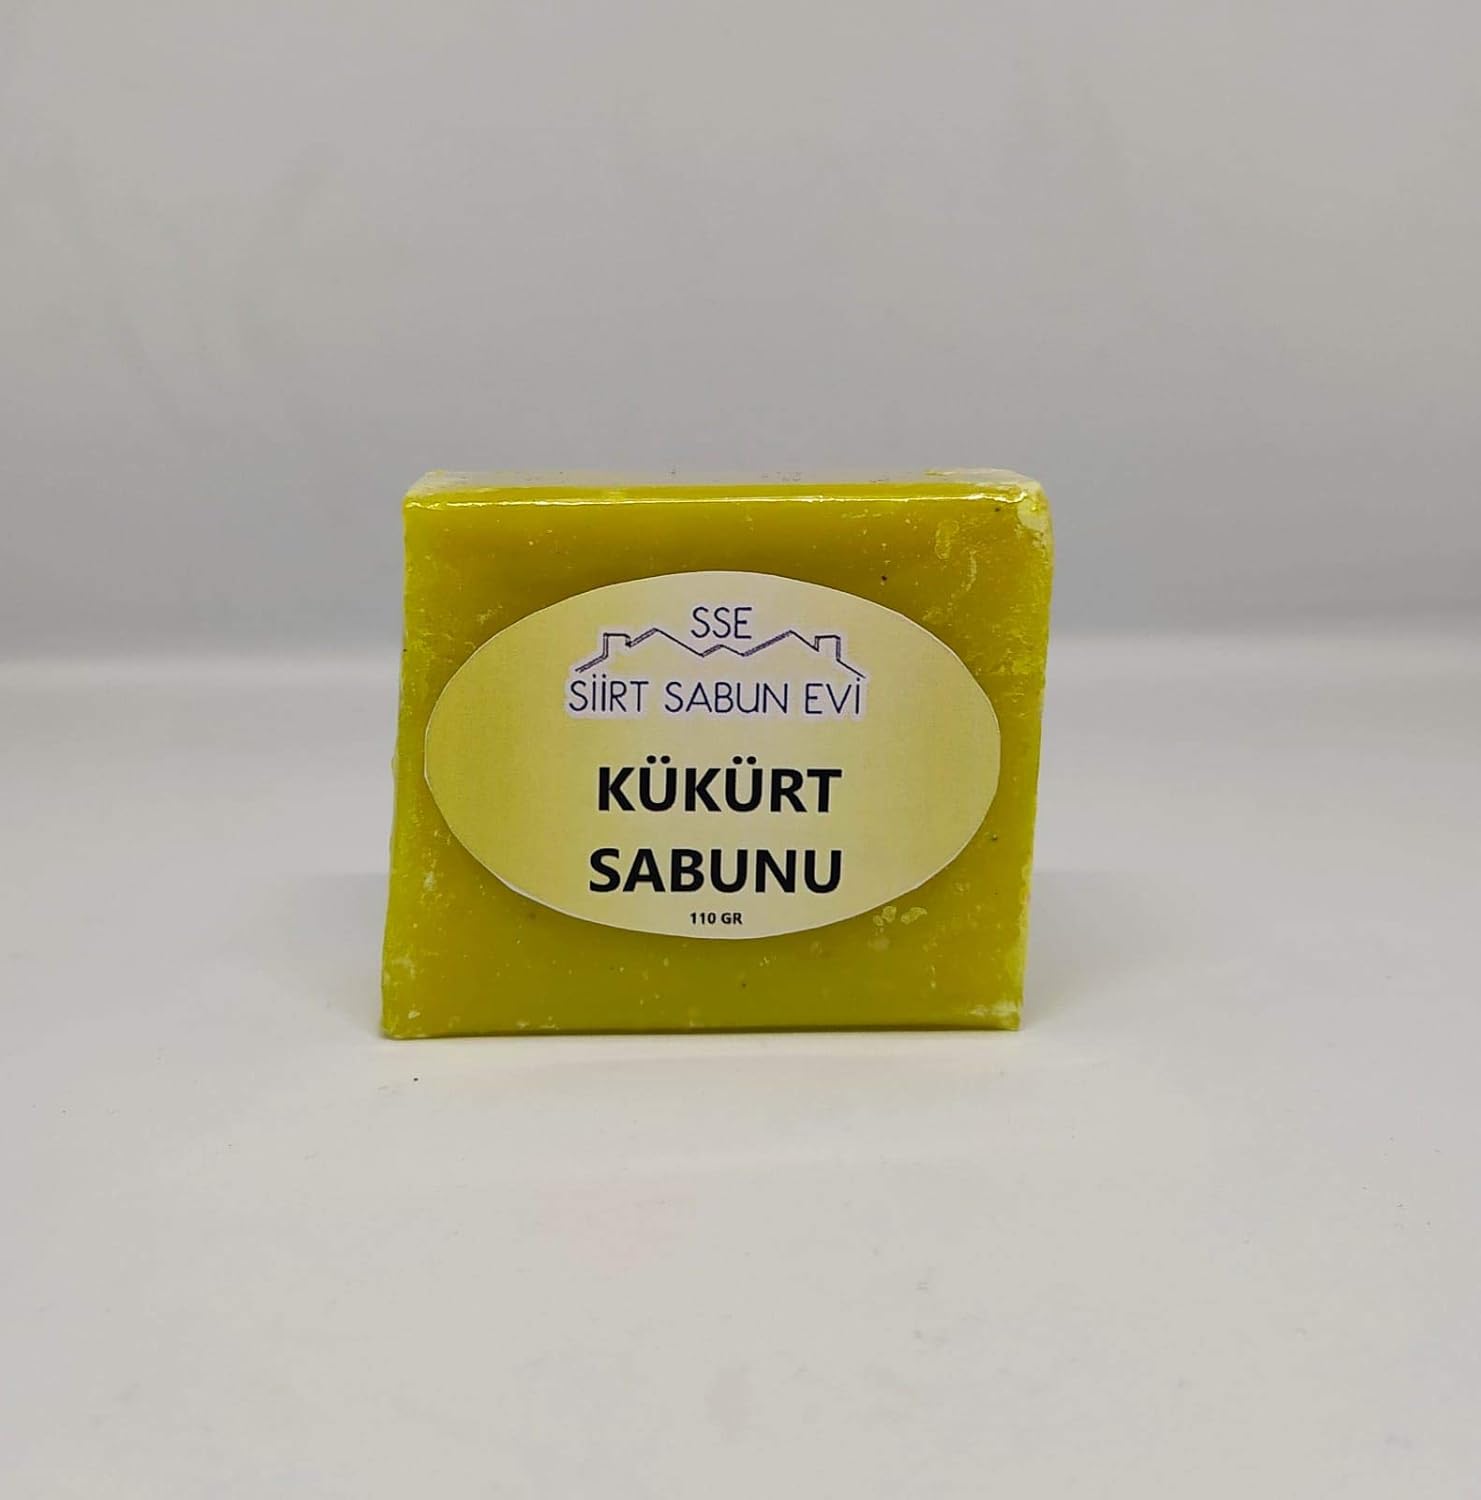 SSE
SİİRT SABUN EVİ
KÜKÜRT
SABUNU
110 GR